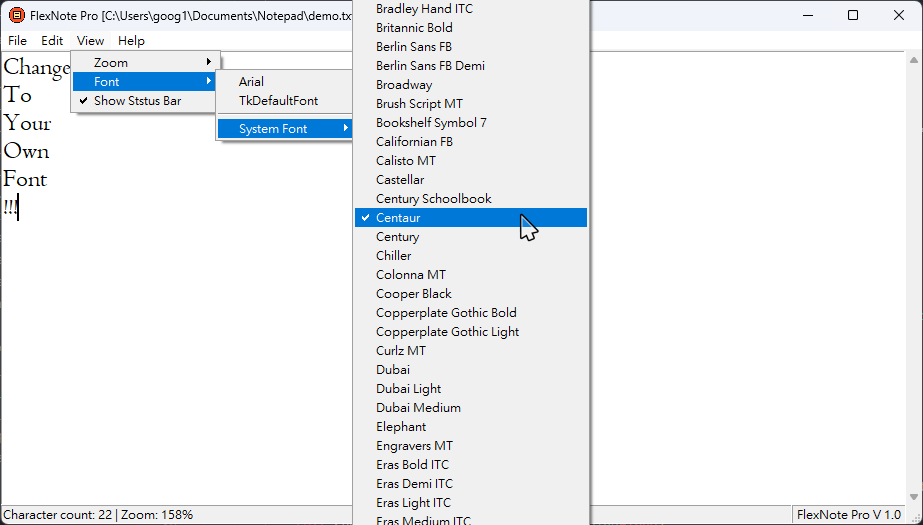 FlexNote Pro [C:\Users\goog1\Documents\Notepad\demo.tx
File Edit View Help
Change
To
Your
Own
Font
!!!
Zoom
Font
Show Ststus Bar
Arial
TkDefaultFont
System Font
Bradley Hand ITC
Britannic Bold
Berlin Sans FB
Berlin Sans FB Demi
Broadway
Brush Script MT
Bookshelf Symbol 7
Californian FB
Calisto MT
Castellar
Century Schoolbook
Centaur
Century
Chiller
Colonna MT
Cooper Black
Copperplate Gothic Bold
Copperplate Gothic Light
Curlz MT
Dubai
Dubai Light
Dubai Medium
Elephant
Engravers MT
Eras Bold ITC
Eras Demi ITC
Eras Light ITC
Eras Medium ITC
Character count: 22 | Zoom: 158%
FlexNote Pro V 1.0